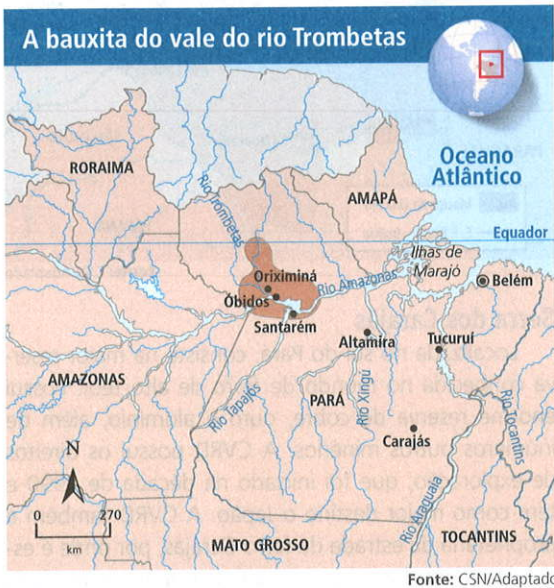 A bauxita do vale do rio Trombetas
Oceano
Atlântico
RORAIMA
AMAPÁ
Rio Trombetas
Equador
Ilhas de
Marajó
Belém
Oriximiná
Óbidos
Rio Amazonas
Santarém
Altamira
Tucuruí
AMAZONAS
Rio Tapajós
PARÁ
Rio Xingú
Rio Tocantins
Carajás
N
0 270
km
Rio Araguaia
MATO GROSSO
TOCANTINS
Fonte: CSN/Adaptado